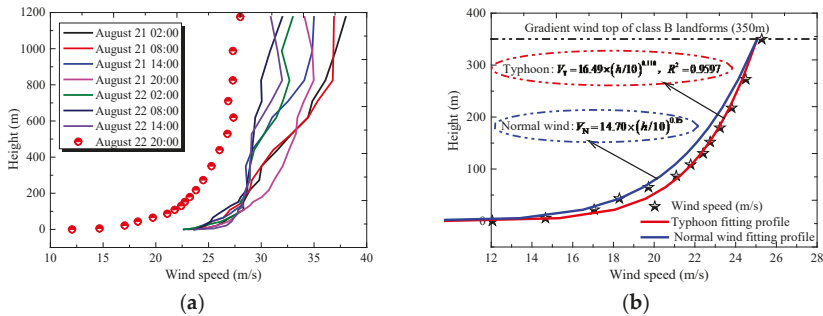 1200
1000
800
600
400
200
0
Height (m)
August 21 02:00
August 21 08:00
August 21 14:00
August 21 20:00
August 22 02:00
August 22 08:00
August 22 14:00
August 22 20:00
10 15 20 25 30 35 40
Wind speed (m/s)
(a)
400
300
200
100
0
Height (m)
Gradient wind top of class B landforms (350m)
Typhoon: V_T=16.49×(h/10)^0.118, R²=0.9597
Normal wind: V_N=14.70×(h/10)^0.15
Wind speed (m/s)
Typhoon fitting profile
Normal wind fitting profile
12 14 16 18 20 22 24 26 28
Wind speed (m/s)
(b)